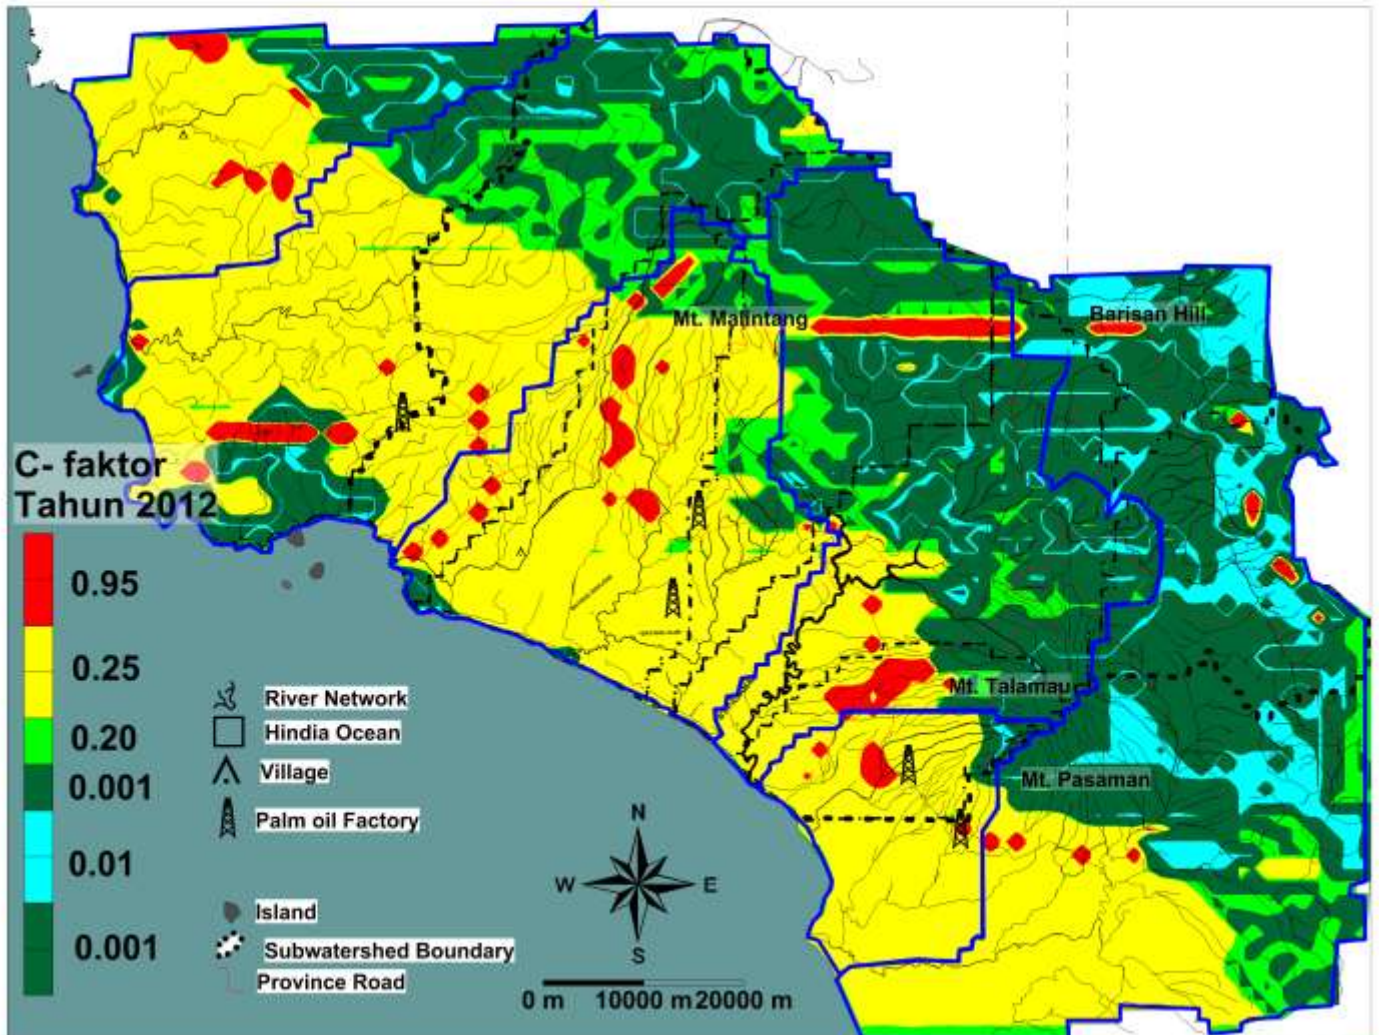 Mt. Malintang
Barisan Hill
C- faktor
Tahun 2012
0.95
0.25
0.20
0.001
0.01
0.001
River Network
Hindia Ocean
Village
Palm oil Factory
Island
Subwatershed Boundary
Province Road
Mt. Talamau
Mt. Pasaman
N
W
E
S
0 m 10000 m 20000 m